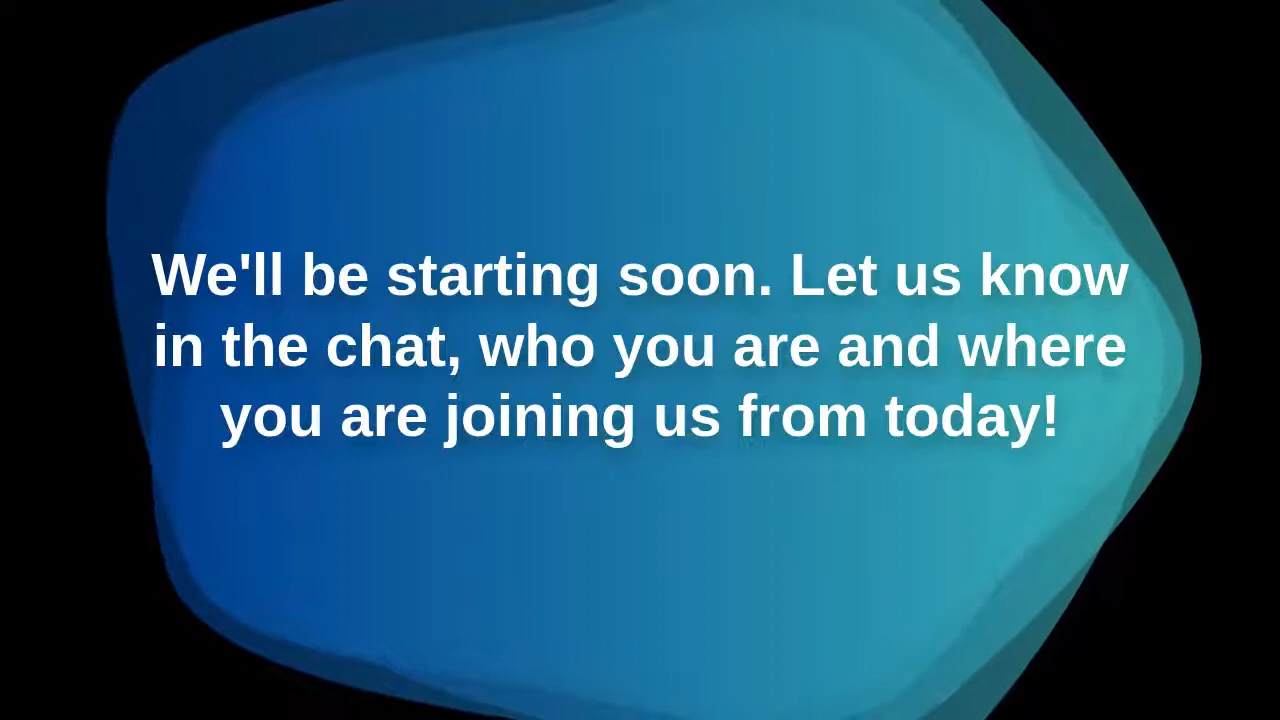 We'll be starting soon. Let us know
in the chat, who you are and where
you are joining us from today!